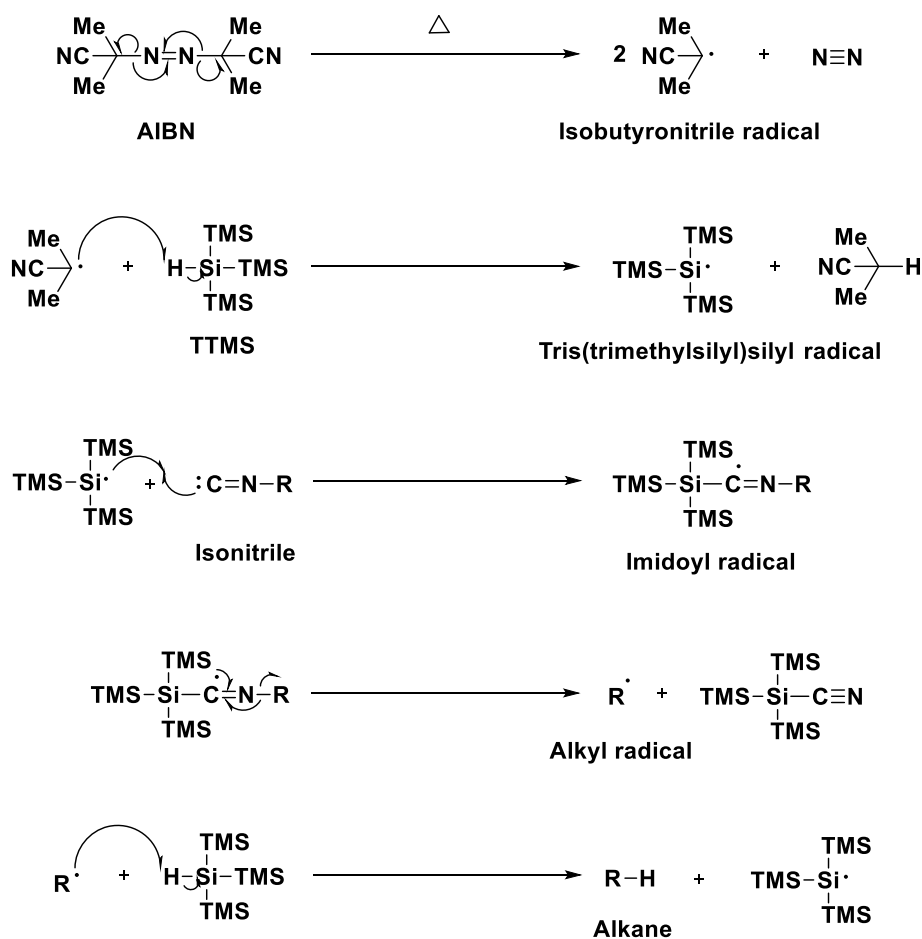 Me Me
NC N=N CN
Me Me
AIBN
△
2 Me
NC · + N≡N
Me
Isobutyronitrile radical
Me
NC ·
Me
+
TMS
H-Si-TMS
TMS
TTMS
TMS
TMS-Si·
TMS
+
Me
NC H
Me
Tris(trimethylsilyl)silyl radical
TMS
TMS-Si·
TMS
+
:C=N-R
Isonitrile
TMS
TMS-Si-C=N-R
TMS
Imidoyl radical
TMS
TMS-Si-C=N-R
TMS
R·
+
TMS
TMS-Si-C≡N
TMS
Alkyl radical
R·
+
TMS
H-Si-TMS
TMS
R-H
+
TMS
TMS-Si·
TMS
Alkane